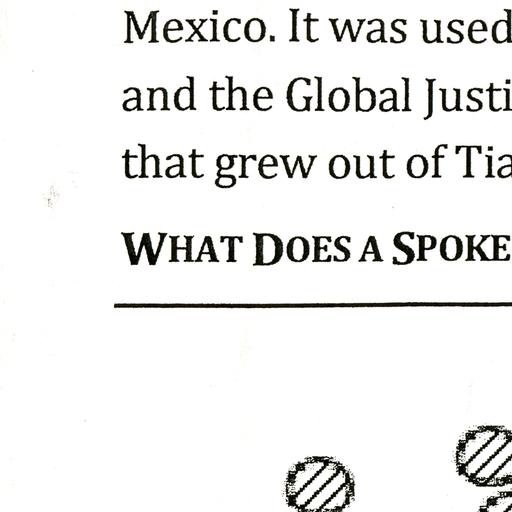 Mexico. It was used
and the Global Justi
that grew out of Tia
WHAT DOES A SPOKE